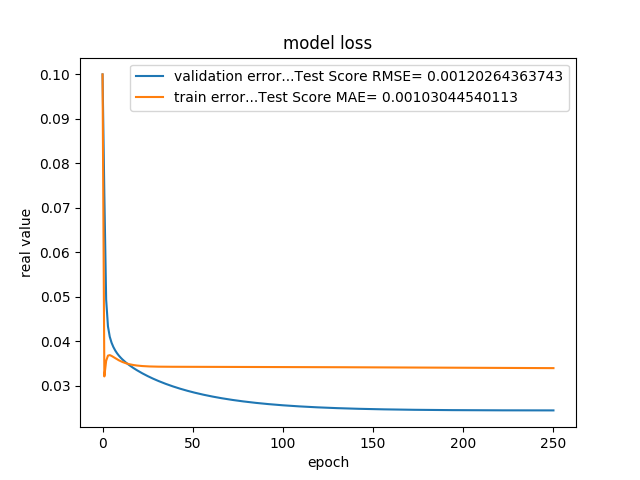 model loss
validation error...Test Score RMSE= 0.00120264363743
train error...Test Score MAE= 0.00103044540113
real value
0.10
0.09
0.08
0.07
0.06
0.05
0.04
0.03
0 50 100 150 200 250
epoch